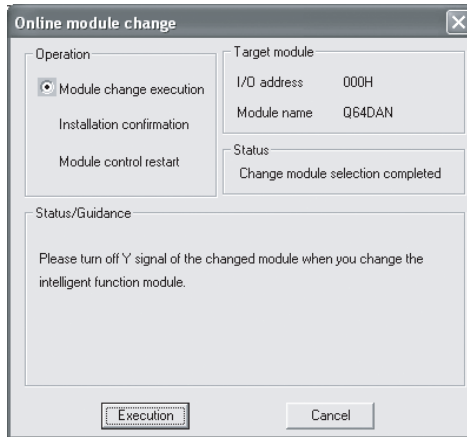 Online module change
Operation
Module change execution
Installation confirmation
Module control restart
Target module
I/O address 000H
Module name Q64DAN
Status
Change module selection completed
Status/Guidance
Please turn off Y signal of the changed module when you change the
intelligent function module.
Execution Cancel